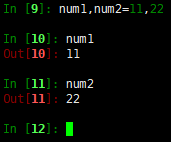 In [9]: num1,num2=11,22
In [10]: num1
Out[10]: 11
In [11]: num2
Out[11]: 22
In [12]: